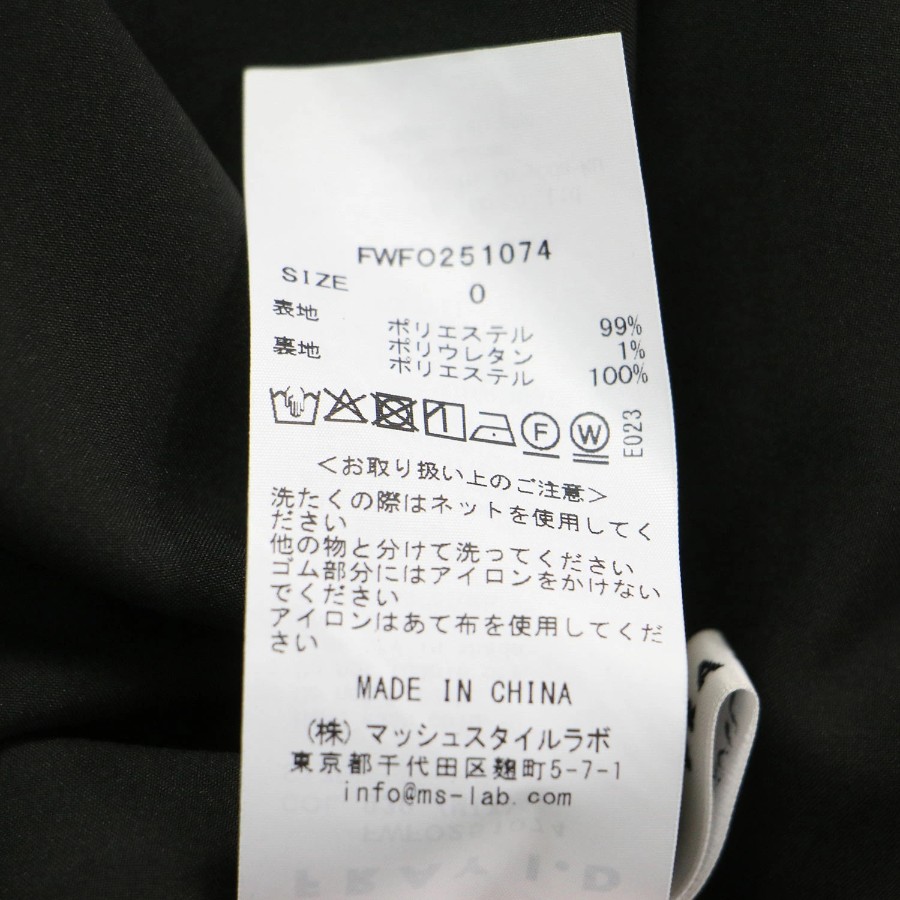 FWFO251074
SIZE 0
表地 ポリエステル 99%
ポリウレタン 1%
裏地 ポリエステル 100%
F W E023
＜お取り扱い上のご注意＞
洗たくの際はネットを使用してく
ださい
他の物と分けて洗ってください
ゴム部分にはアイロンをかけない
でください
アイロンはあて布を使用してくだ
さい
MADE IN CHINA
(株) マッシュスタイルラボ
東京都千代田区麹町5-7-1
info@ms-lab.com
FWFO251074
FRAY I.D